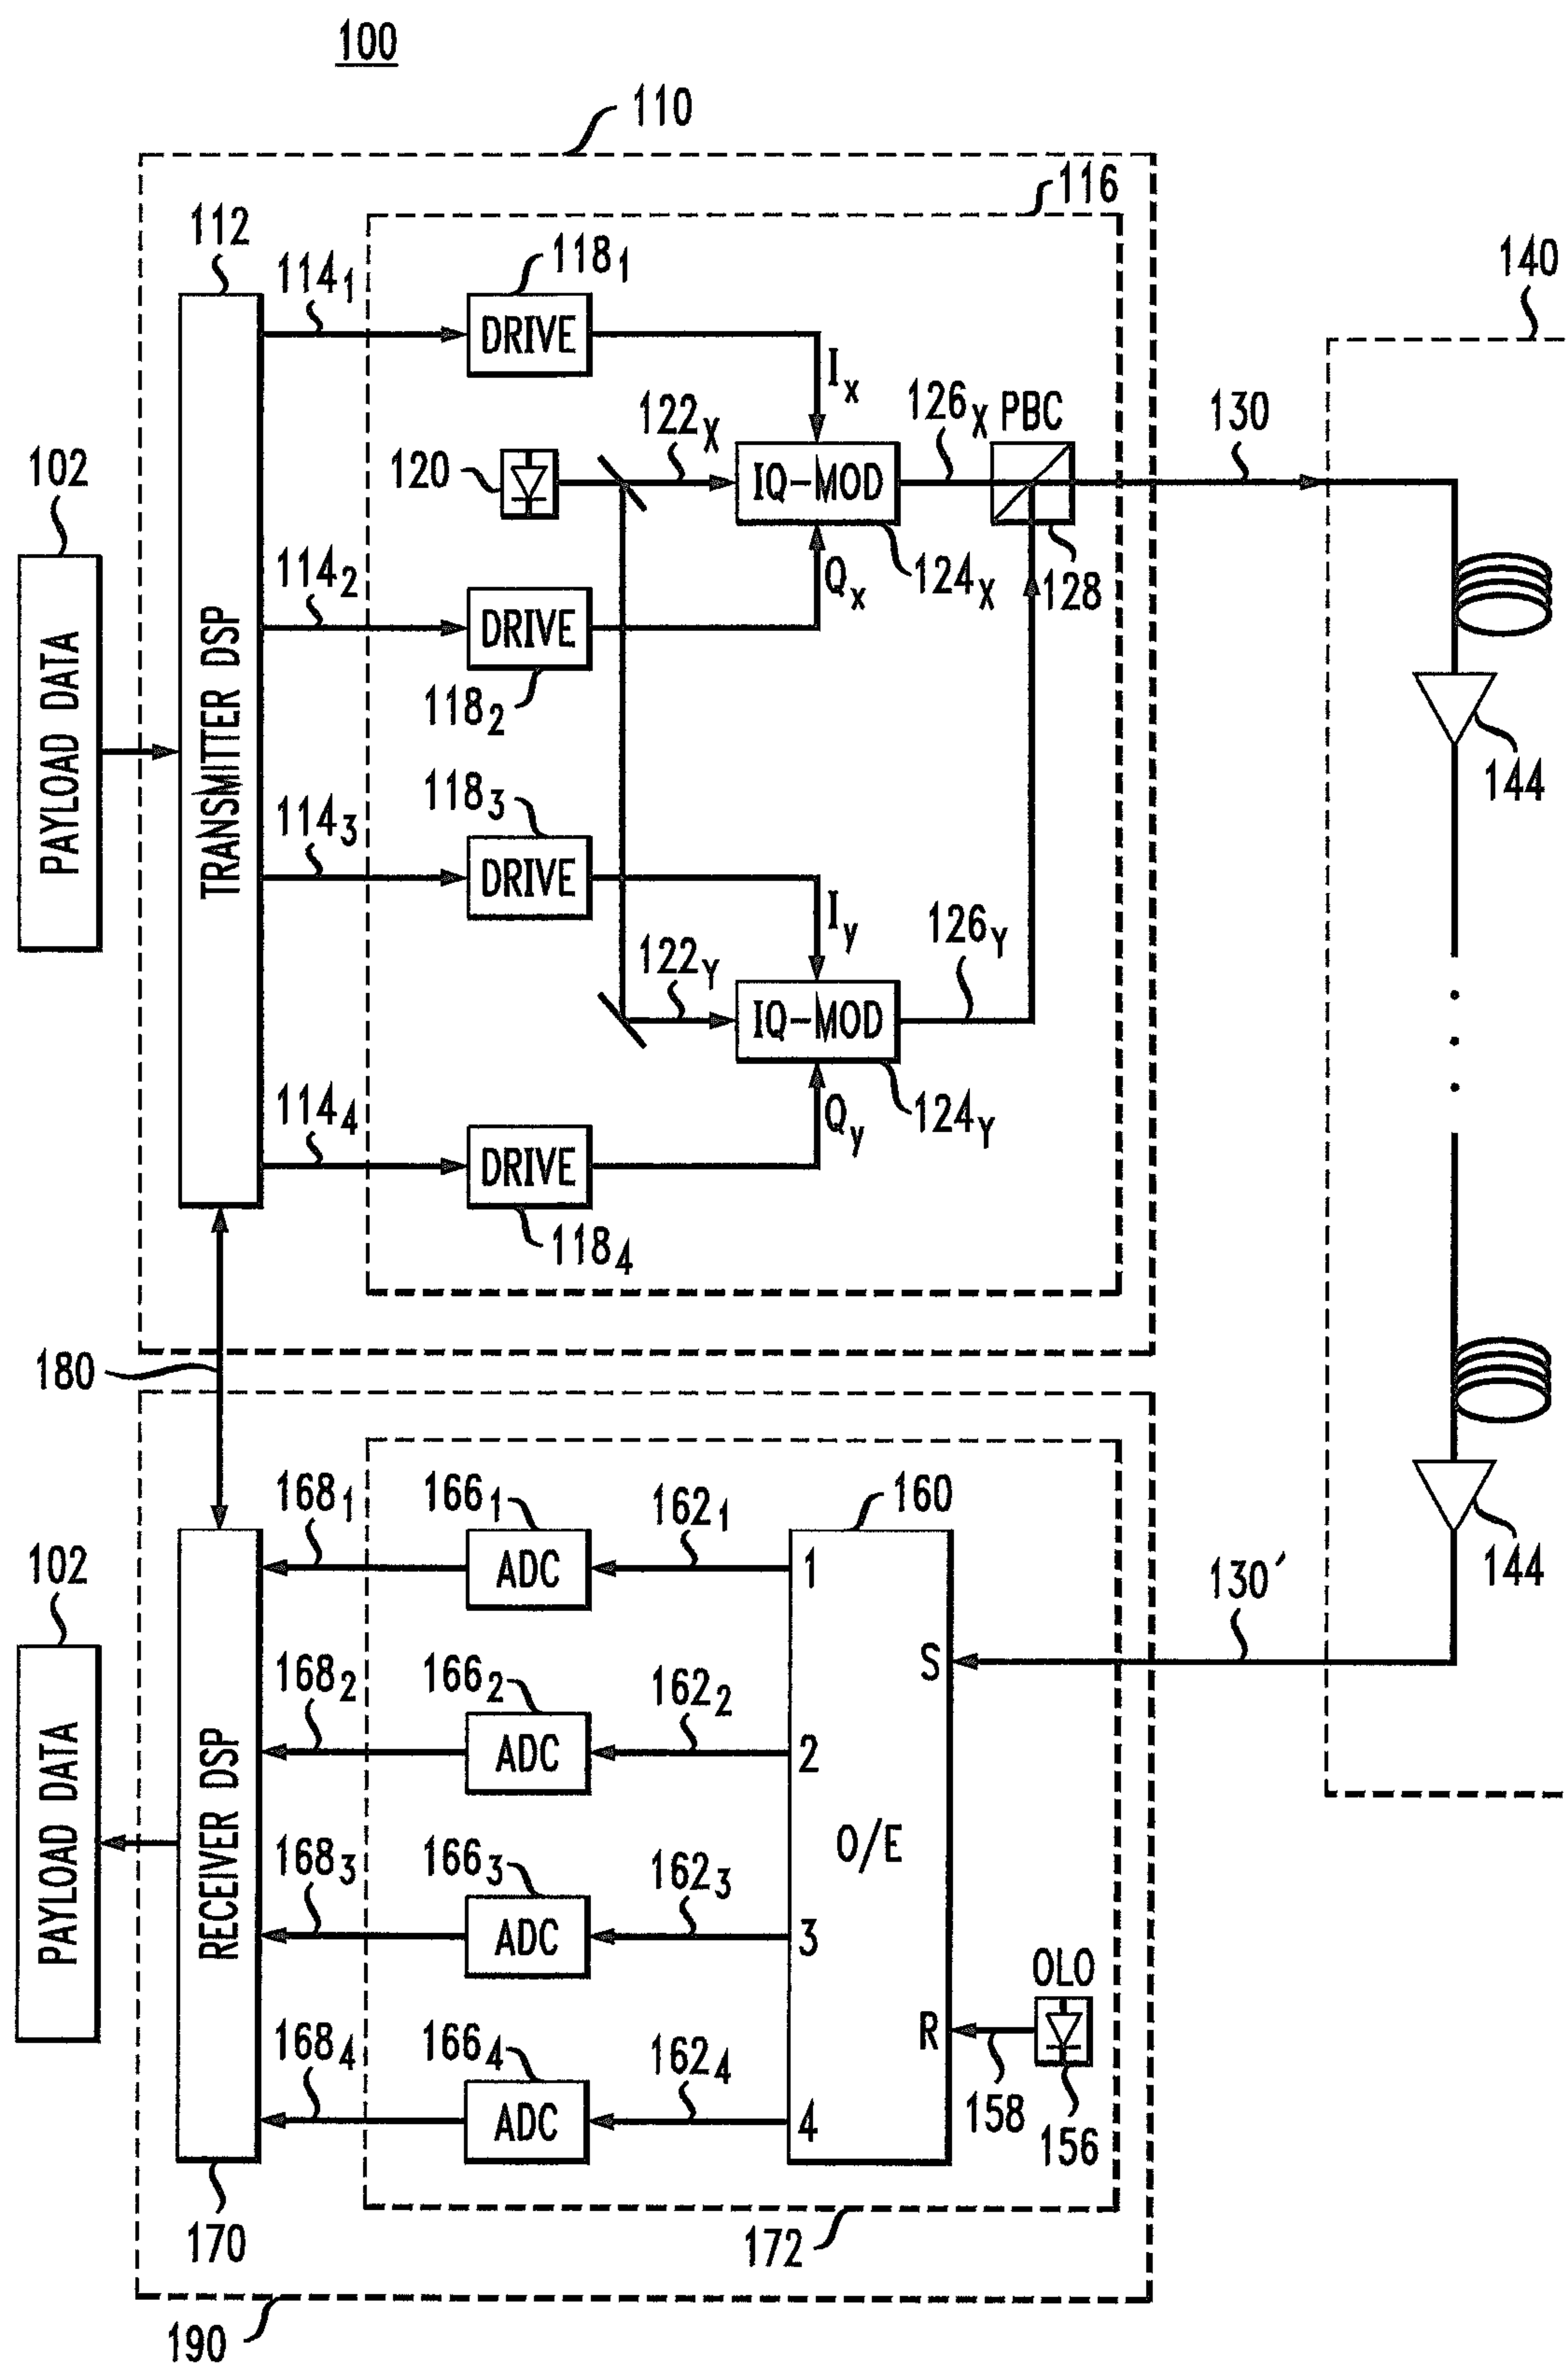 100
110
116
112
114₁
118₁
DRIVE
140
Iₓ
122ₓ
126ₓ PBC
130
102
120
IQ-MOD
114₂
Qₓ
124ₓ
128
DRIVE
PAYLOAD DATA
TRANSMITTER DSP
118₂
144
118₃
114₃
DRIVE
I_y
126_Y
122_Y
IQ-MOD
114₄
Q_y
124_Y
DRIVE
118₄
180
168₁
166₁
162₁
160
102
ADC
1
130′
144
168₂
166₂
162₂
S
ADC
2
PAYLOAD DATA
RECEIVER DSP
168₃
166₃
162₃
O/E
ADC
3
OLO
168₄
166₄
162₄
R
ADC
4
158
156
170
172
190